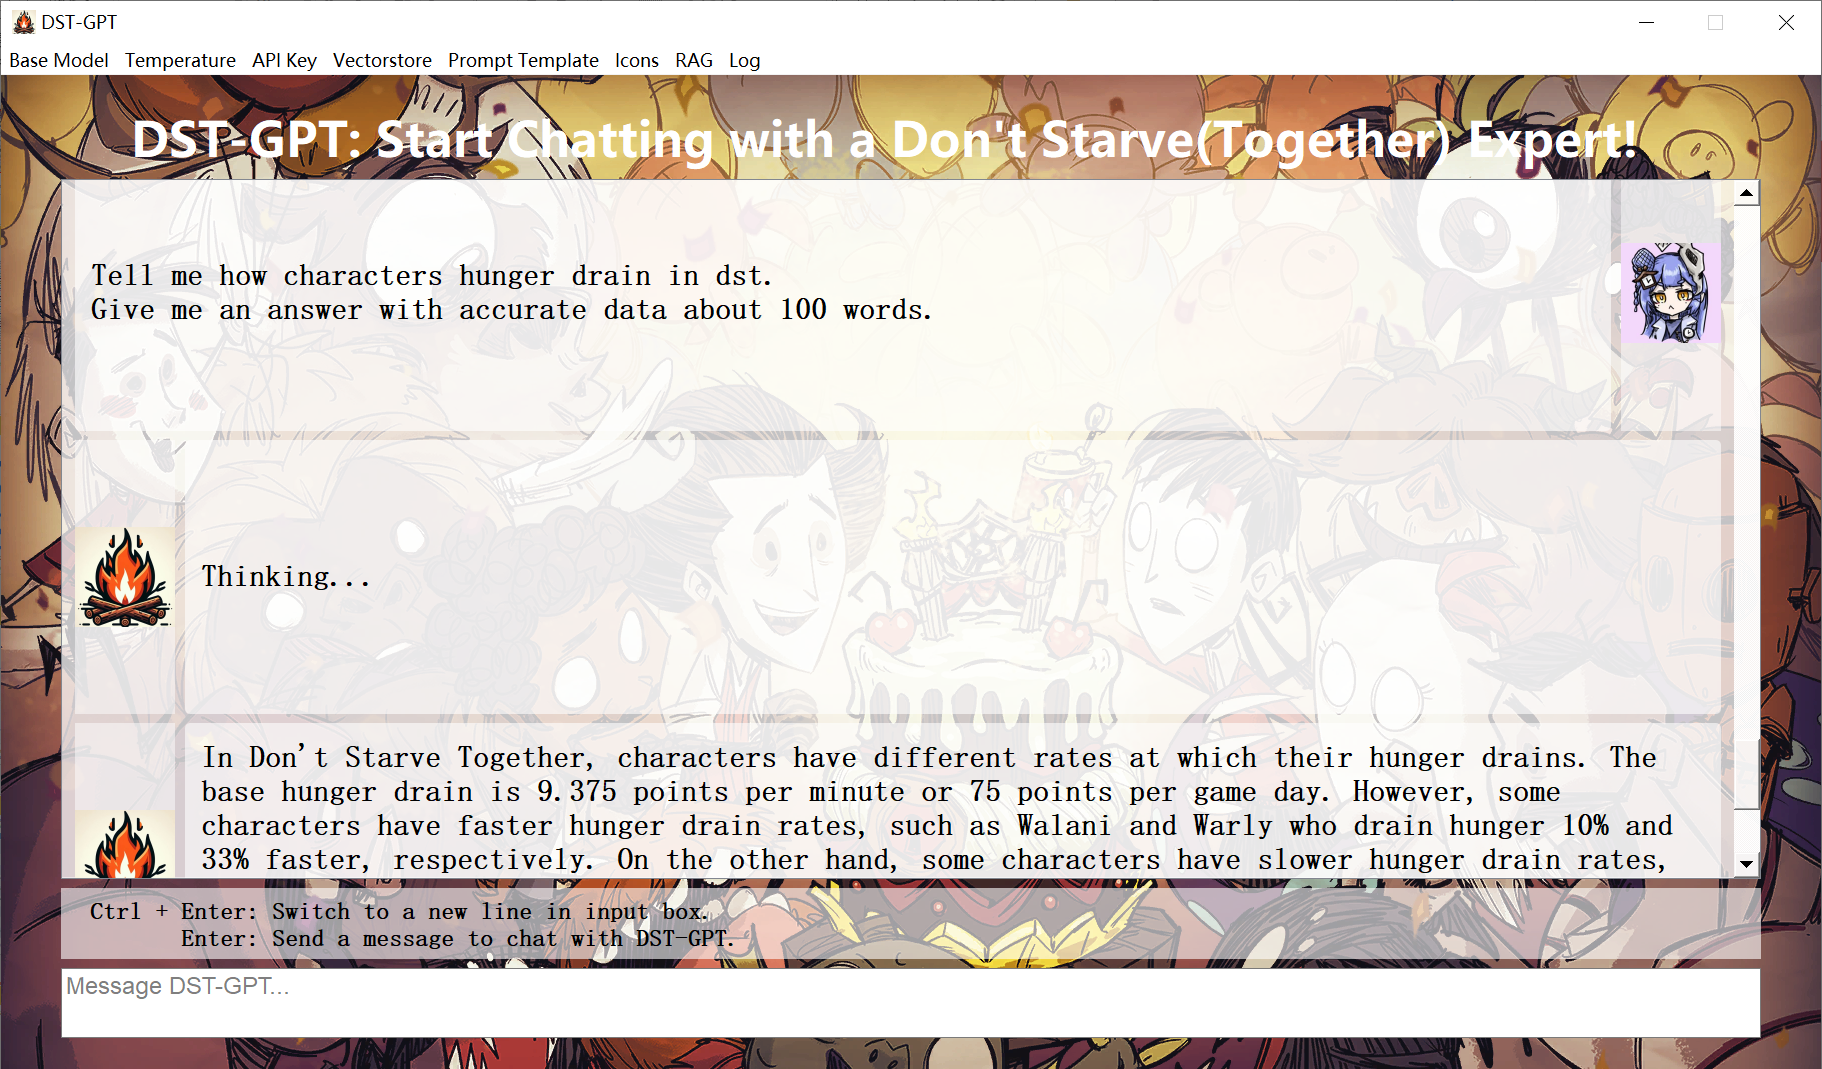 DST-GPT
Base Model Temperature API Key Vectorstore Prompt Template Icons RAG Log
DST-GPT: Start Chatting with a Don't Starve(Together) Expert!
Tell me how characters hunger drain in dst.
Give me an answer with accurate data about 100 words.
Thinking...
In Don't Starve Together, characters have different rates at which their hunger drains. The
base hunger drain is 9.375 points per minute or 75 points per game day. However, some
characters have faster hunger drain rates, such as Walani and Warly who drain hunger 10% and
33% faster, respectively. On the other hand, some characters have slower hunger drain rates,
Ctrl + Enter: Switch to a new line in input box.
Enter: Send a message to chat with DST-GPT.
Message DST-GPT...